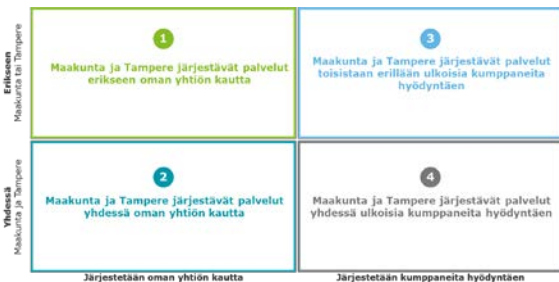 Erikseen
Maakunta tai Tampere
1
Maakunta ja Tampere järjestävät palvelut
erikseen oman yhtiön kautta
3
Maakunta ja Tampere järjestävät palvelut
toisistaan erillään ulkoisia kumppaneita
hyödyntäen
Yhdessä
Maakunta ja Tampere
2
Maakunta ja Tampere järjestävät palvelut
yhdessä oman yhtiön kautta
4
Maakunta ja Tampere järjestävät palvelut
yhdessä ulkoisia kumppaneita hyödyntäen
Järjestetään oman yhtiön kautta
Järjestetään kumppaneita hyödyntäen